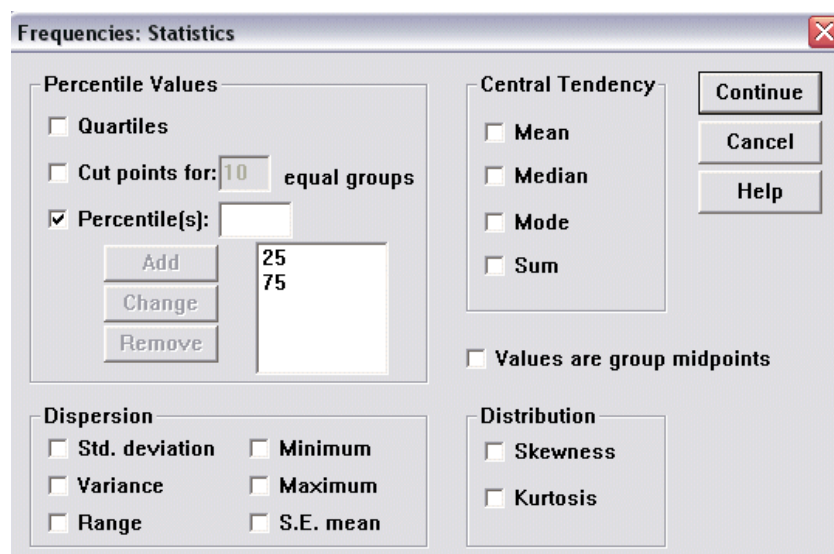 Frequencies: Statistics
Percentile Values
Quartiles
Cut points for: 10 equal groups
Percentile(s):
Add
Change
Remove
25
75
Central Tendency
Mean
Median
Mode
Sum
Continue
Cancel
Help
Values are group midpoints
Dispersion
Std. deviation
Minimum
Variance
Maximum
Range
S.E. mean
Distribution
Skewness
Kurtosis